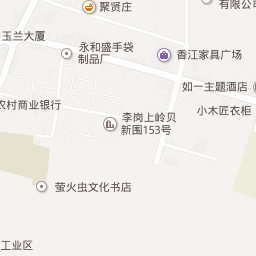 聚贤庄
有限公司
玉兰大厦
永和盛手袋
制品厂
香江家具广场
如一主题酒店
农村商业银行
小木匠衣柜
李岗上岭贝
新围153号
萤火虫文化书店
工业区